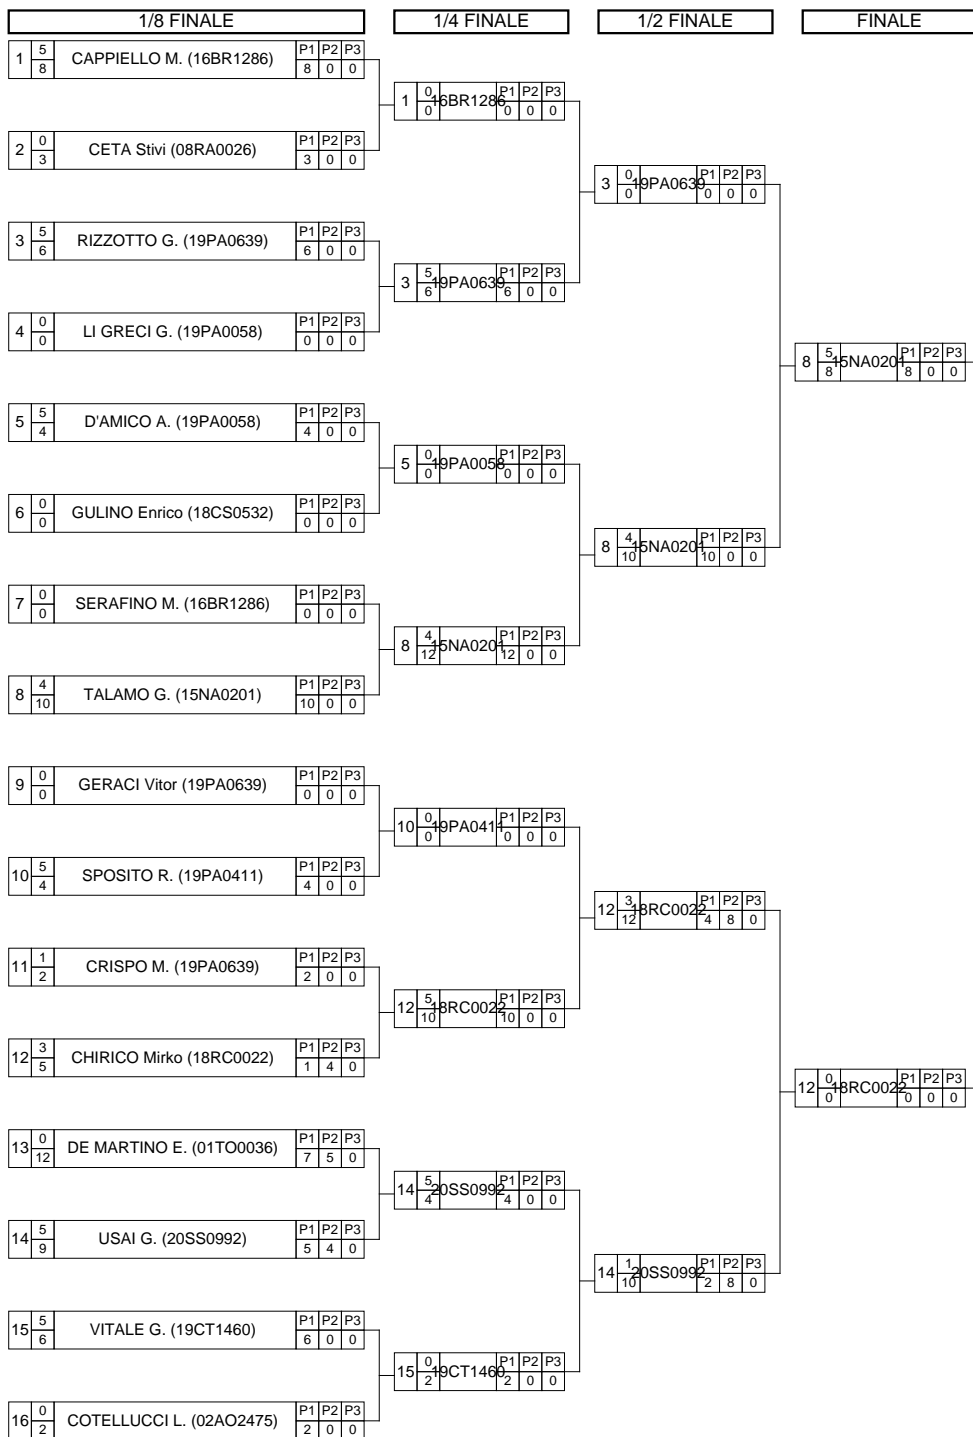 1/8 FINALE 1/4 FINALE 1/2 FINALE FINALE
1 5 8 CAPPIELLO M. (16BR1286) P1 P2 P3 8 0 0
1 0 0 16BR1286 P1 P2 P3 0 0 0
2 0 3 CETA Stivi (08RA0026) P1 P2 P3 3 0 0
3 0 0 19PA0639 P1 P2 P3 0 0 0
3 5 6 RIZZOTTO G. (19PA0639) P1 P2 P3 6 0 0
3 5 6 19PA0639 P1 P2 P3 6 0 0
4 0 0 LI GRECI G. (19PA0058) P1 P2 P3 0 0 0
8 5 8 15NA0201 P1 P2 P3 8 0 0
5 5 4 D'AMICO A. (19PA0058) P1 P2 P3 4 0 0
5 0 0 19PA0058 P1 P2 P3 0 0 0
6 0 0 GULINO Enrico (18CS0532) P1 P2 P3 0 0 0
8 4 10 15NA0201 P1 P2 P3 10 0 0
7 0 0 SERAFINO M. (16BR1286) P1 P2 P3 0 0 0
8 4 12 15NA0201 P1 P2 P3 12 0 0
8 4 10 TALAMO G. (15NA0201) P1 P2 P3 10 0 0
9 0 0 GERACI Vitor (19PA0639) P1 P2 P3 0 0 0
10 0 0 19PA0411 P1 P2 P3 0 0 0
10 5 4 SPOSITO R. (19PA0411) P1 P2 P3 4 0 0
12 3 12 18RC0022 P1 P2 P3 4 8 0
11 1 2 CRISPO M. (19PA0639) P1 P2 P3 2 0 0
12 5 10 18RC0022 P1 P2 P3 10 0 0
12 3 5 CHIRICO Mirko (18RC0022) P1 P2 P3 1 4 0
12 0 0 18RC0022 P1 P2 P3 0 0 0
13 0 12 DE MARTINO E. (01TO0036) P1 P2 P3 7 5 0
14 5 4 20SS0992 P1 P2 P3 4 0 0
14 5 9 USAI G. (20SS0992) P1 P2 P3 5 4 0
14 1 10 20SS0992 P1 P2 P3 2 8 0
15 5 6 VITALE G. (19CT1460) P1 P2 P3 6 0 0
15 0 2 19CT1460 P1 P2 P3 2 0 0
16 0 2 COTELLUCCI L. (02AO2475) P1 P2 P3 2 0 0